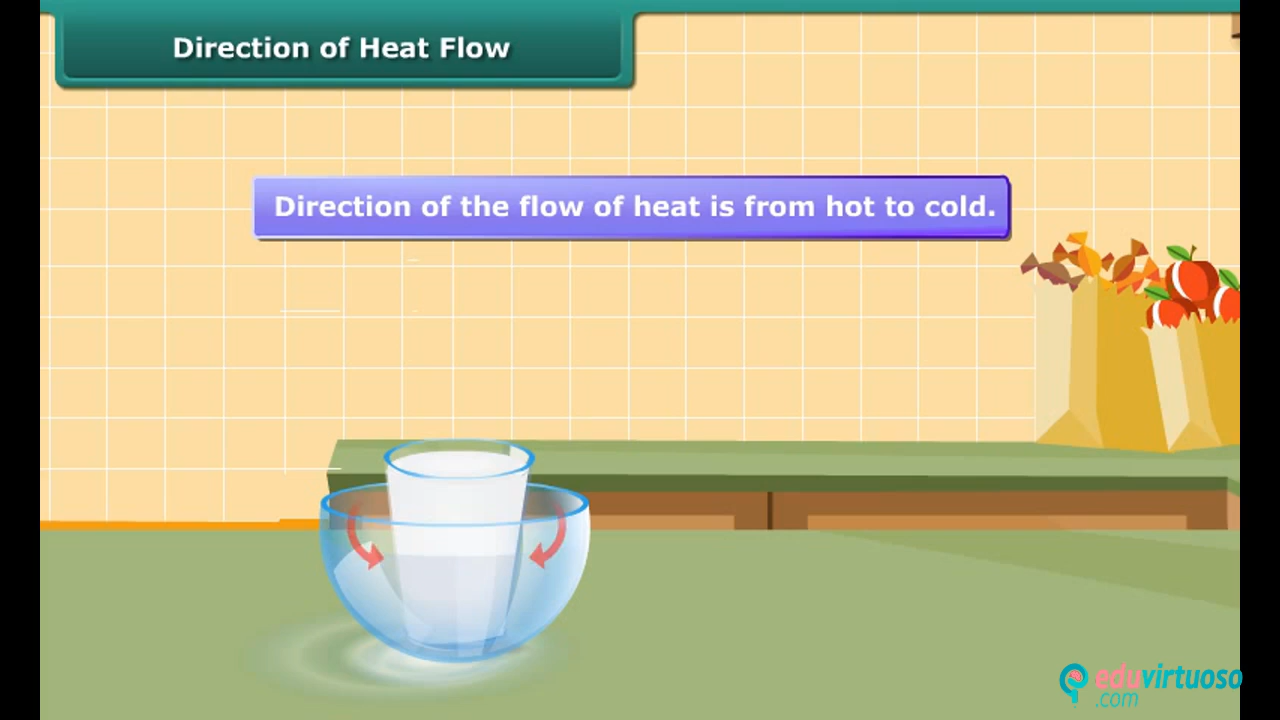 Direction of Heat Flow
Direction of the flow of heat is from hot to cold.
eduvirtuoso
.com